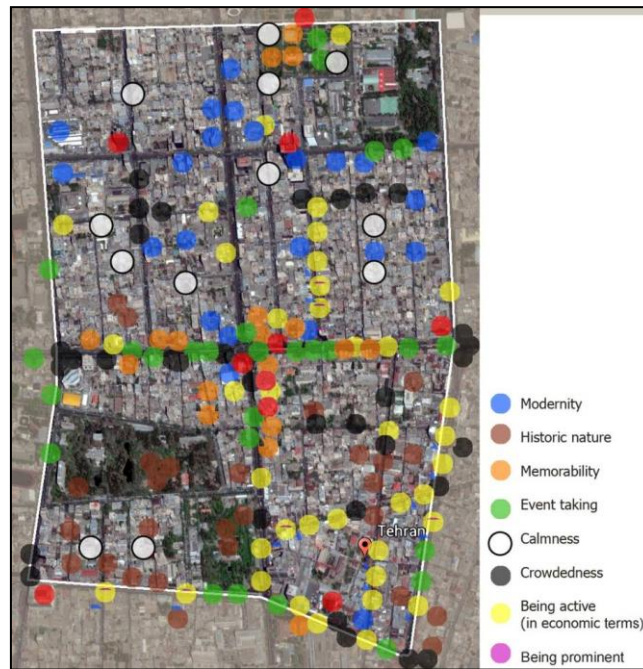 Tehran
Modernity
Historic nature
Memorability
Event taking
Calmness
Crowdedness
Being active
(in economic terms)
Being prominent